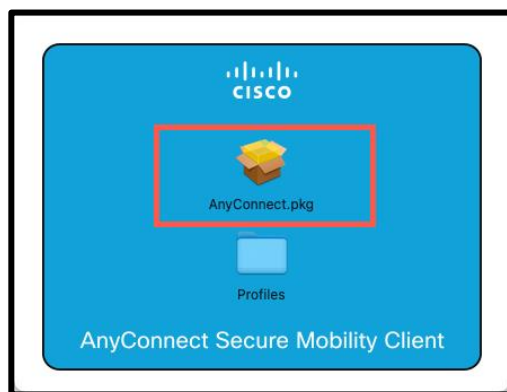 CISCO
AnyConnect.pkg
Profiles
AnyConnect Secure Mobility Client